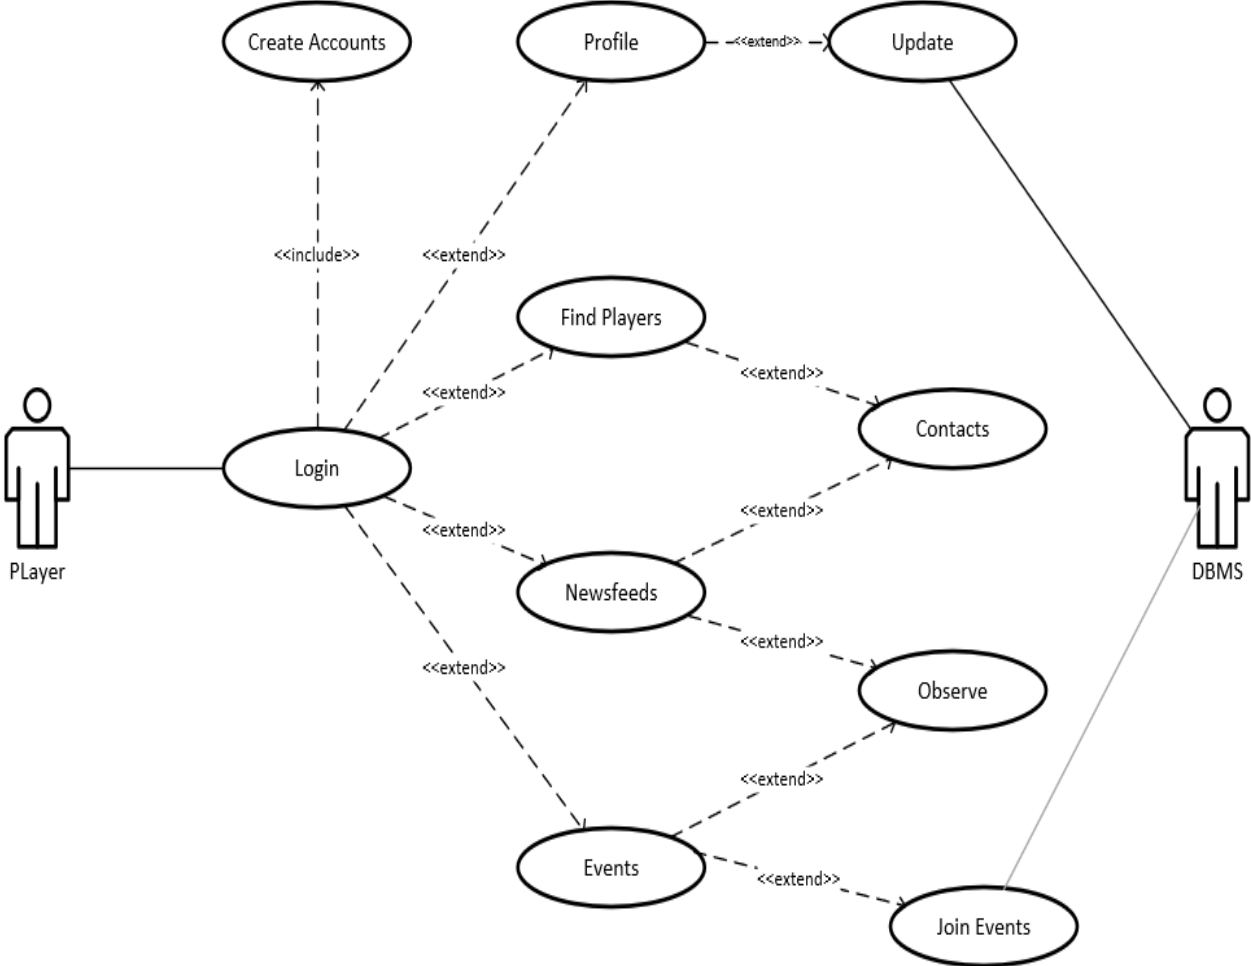 Create Accounts
Profile
<<extend>>
Update
<<include>>
<<extend>>
Find Players
<<extend>>
<<extend>>
Contacts
Login
<<extend>>
<<extend>>
PLayer
DBMS
Newsfeeds
<<extend>>
<<extend>>
Observe
<<extend>>
Events
<<extend>>
Join Events